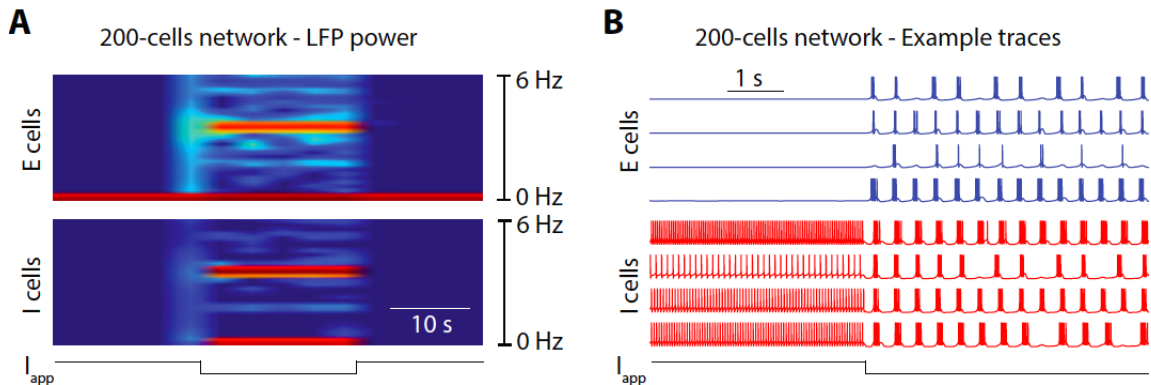 A
200-cells network - LFP power
E cells
6 Hz
0 Hz
I cells
6 Hz
10 s
0 Hz
Iapp
B
200-cells network - Example traces
1 s
E cells
I cells
Iapp